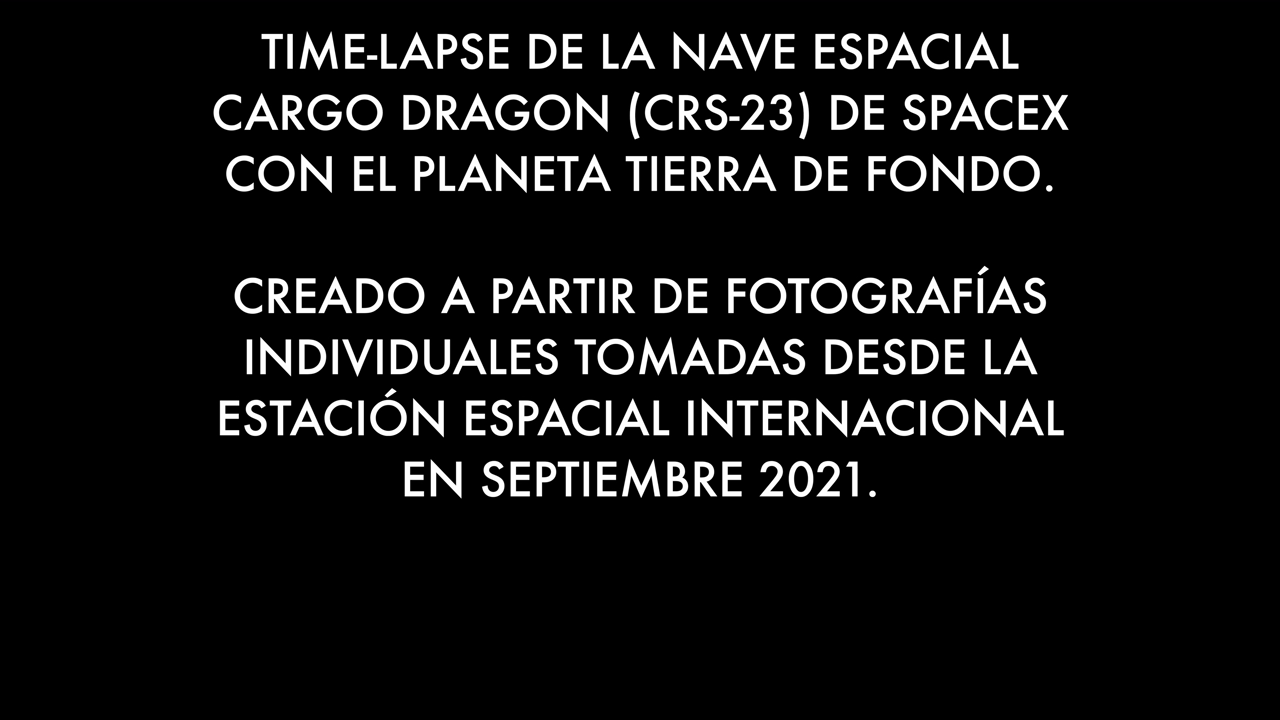 TIME-LAPSE DE LA NAVE ESPACIAL
CARGO DRAGON (CRS-23) DE SPACEX
CON EL PLANETA TIERRA DE FONDO.
CREADO A PARTIR DE FOTOGRAFÍAS
INDIVIDUALES TOMADAS DESDE LA
ESTACIÓN ESPACIAL INTERNACIONAL
EN SEPTIEMBRE 2021.